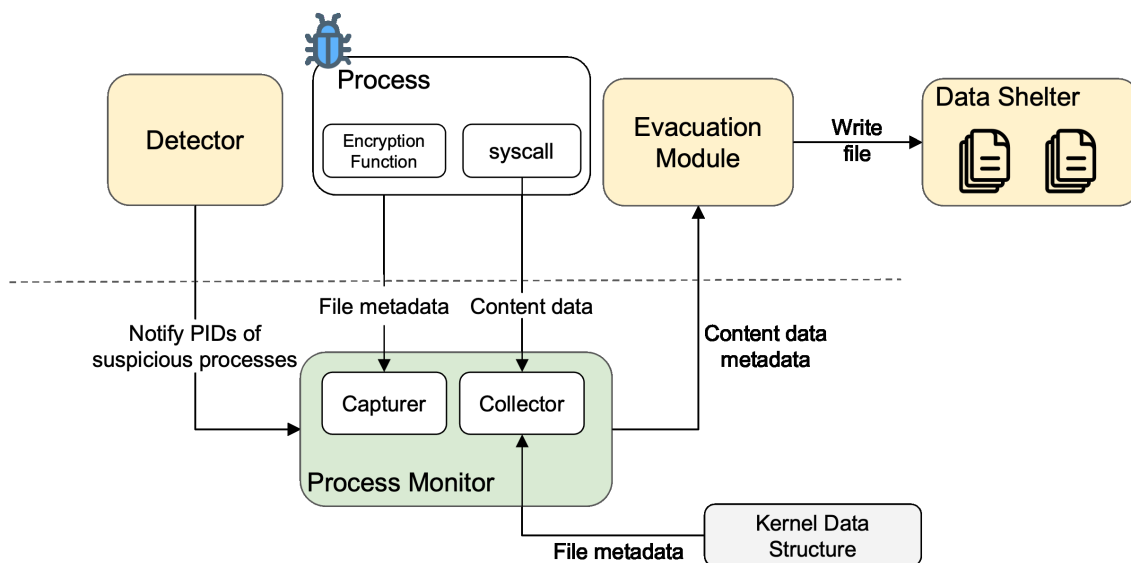 Detector
Process
Encryption
Function
syscall
Evacuation
Module
Write
file
Data Shelter
File metadata
Content data
Notify PIDs of
suspicious processes
Content data
metadata
Capturer
Collector
Process Monitor
File metadata
Kernel Data
Structure